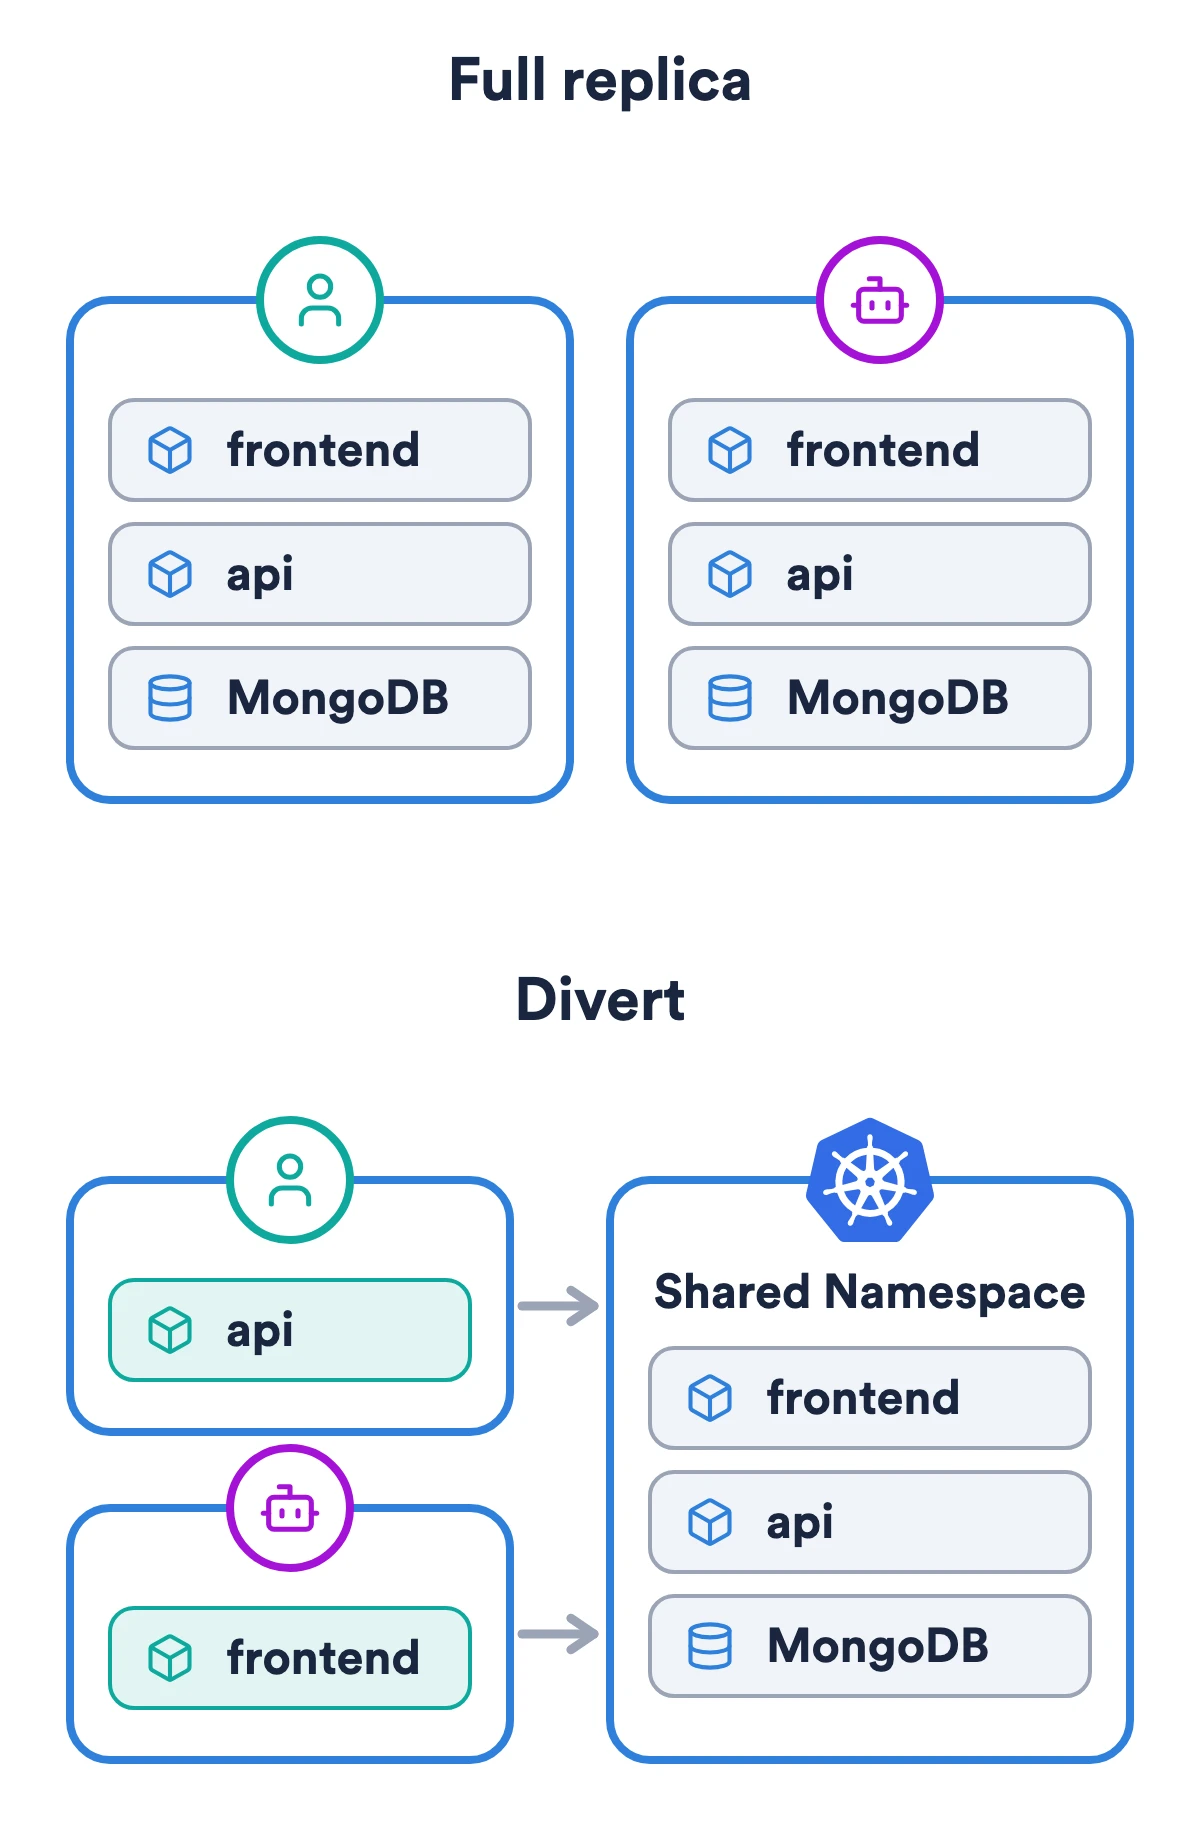 Full replica
frontend
api
MongoDB
frontend
api
MongoDB
Divert
api
frontend
Shared Namespace
frontend
api
MongoDB